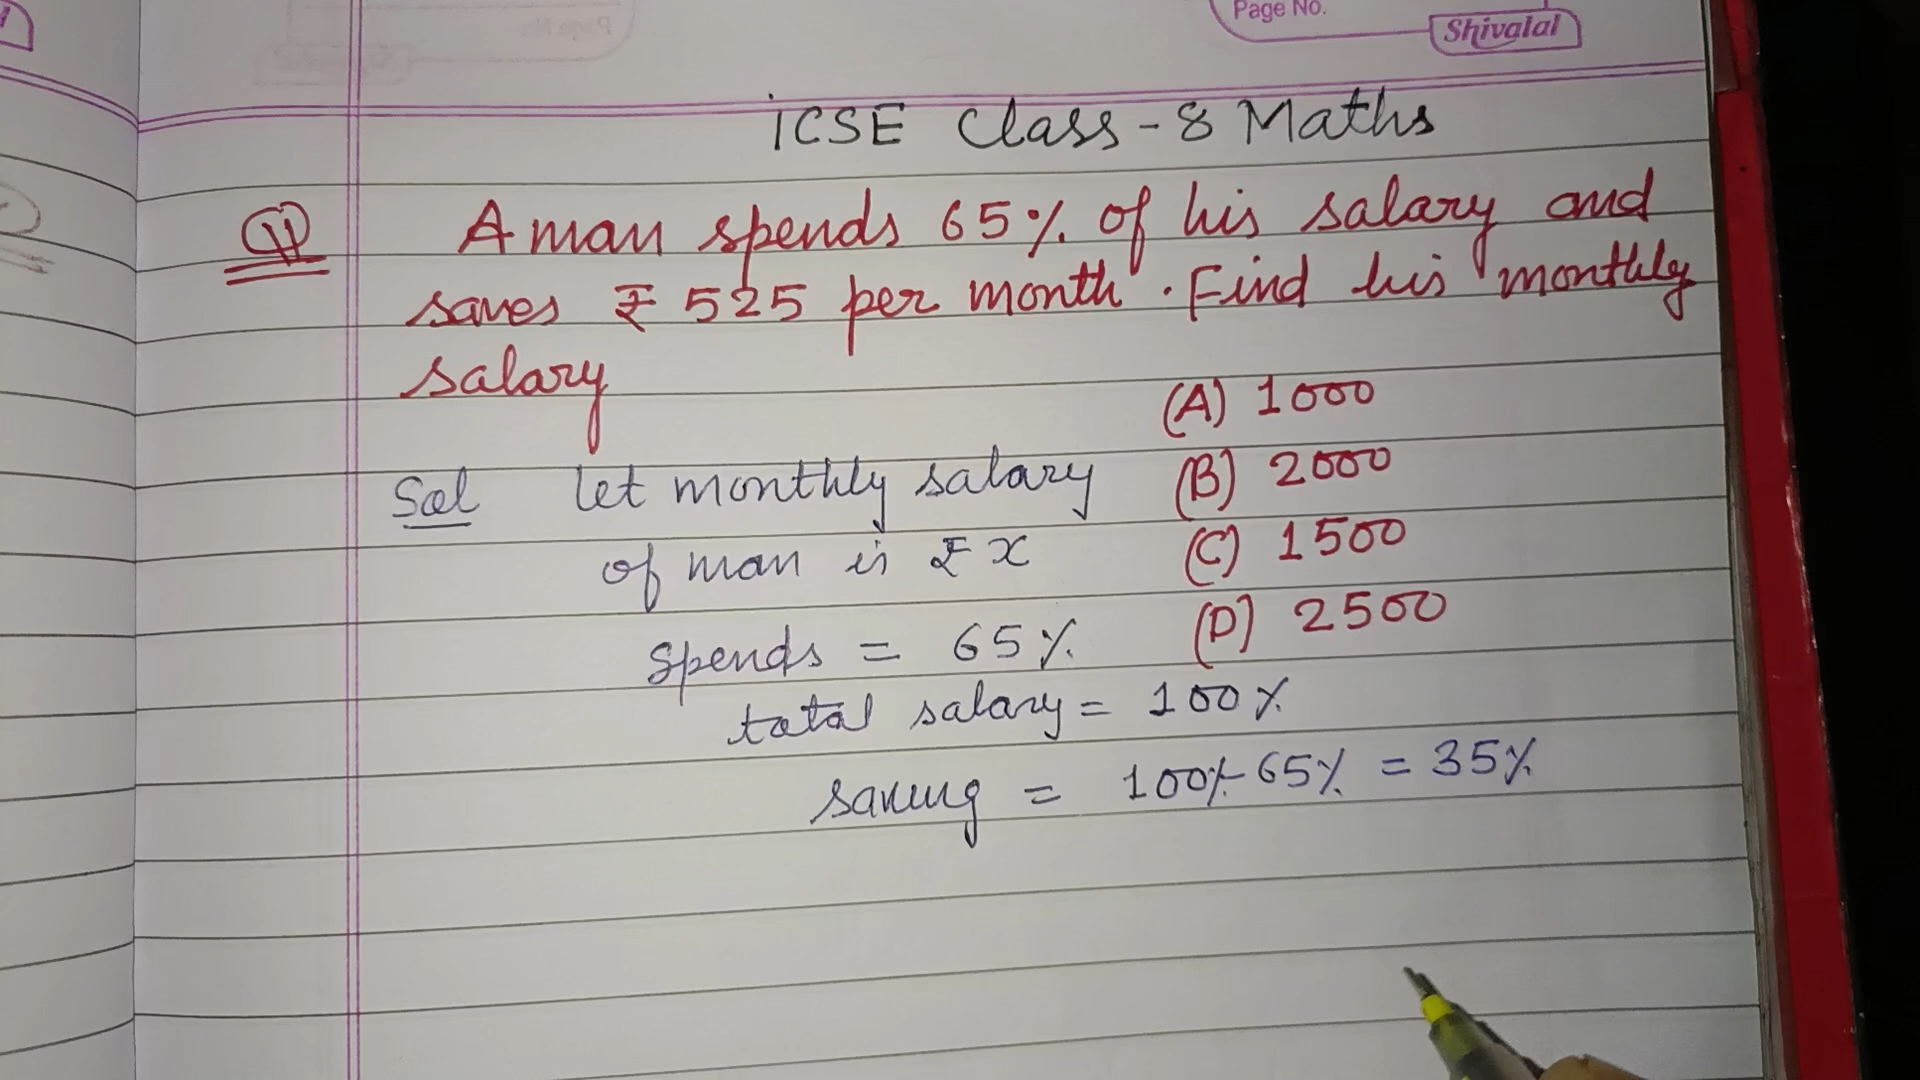 Page No.
Shivalal
ICSE Class-8 Maths
Q1 A man spends 65% of his salary and
saves ₹ 525 per month. Find his monthly
salary
(A) 1000
Sol let monthly salary (B) 2000
of man is ₹ x (C) 1500
spends = 65% (D) 2500
total salary = 100%
saving = 100%-65% = 35%